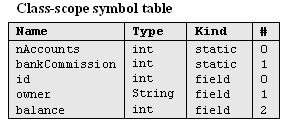 Class-scope symbol table
Name Type Kind #
nAccounts int static 0
bankCommission int static 1
id int field 0
owner String field 1
balance int field 2